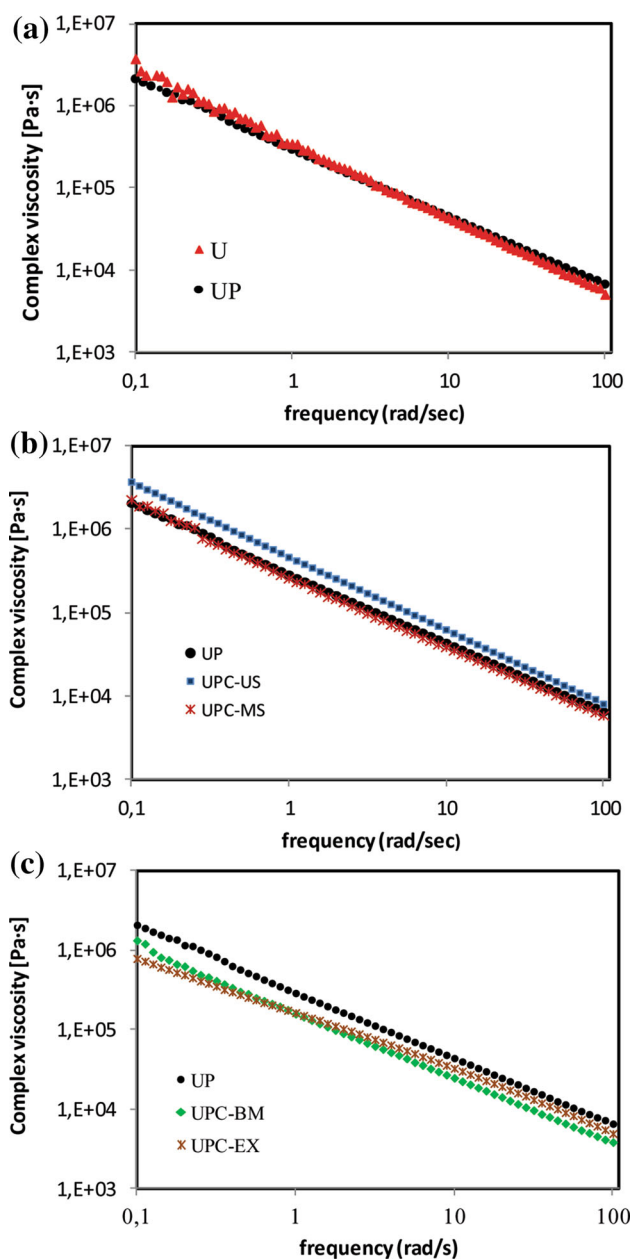 (a)
1,E+07
1,E+06
1,E+05
1,E+04
1,E+03
Complex viscosity [Pa·s]
U
UP
0,1 1 10 100
frequency (rad/sec)
(b)
1,E+07
1,E+06
1,E+05
1,E+04
1,E+03
Complex viscosity [Pa·s]
UP
UPC-US
UPC-MS
0,1 1 10 100
frequency (rad/sec)
(c)
1,E+07
1,E+06
1,E+05
1,E+04
1,E+03
Complex viscosity [Pa·s]
UP
UPC-BM
UPC-EX
0,1 1 10 100
frequency (rad/s)